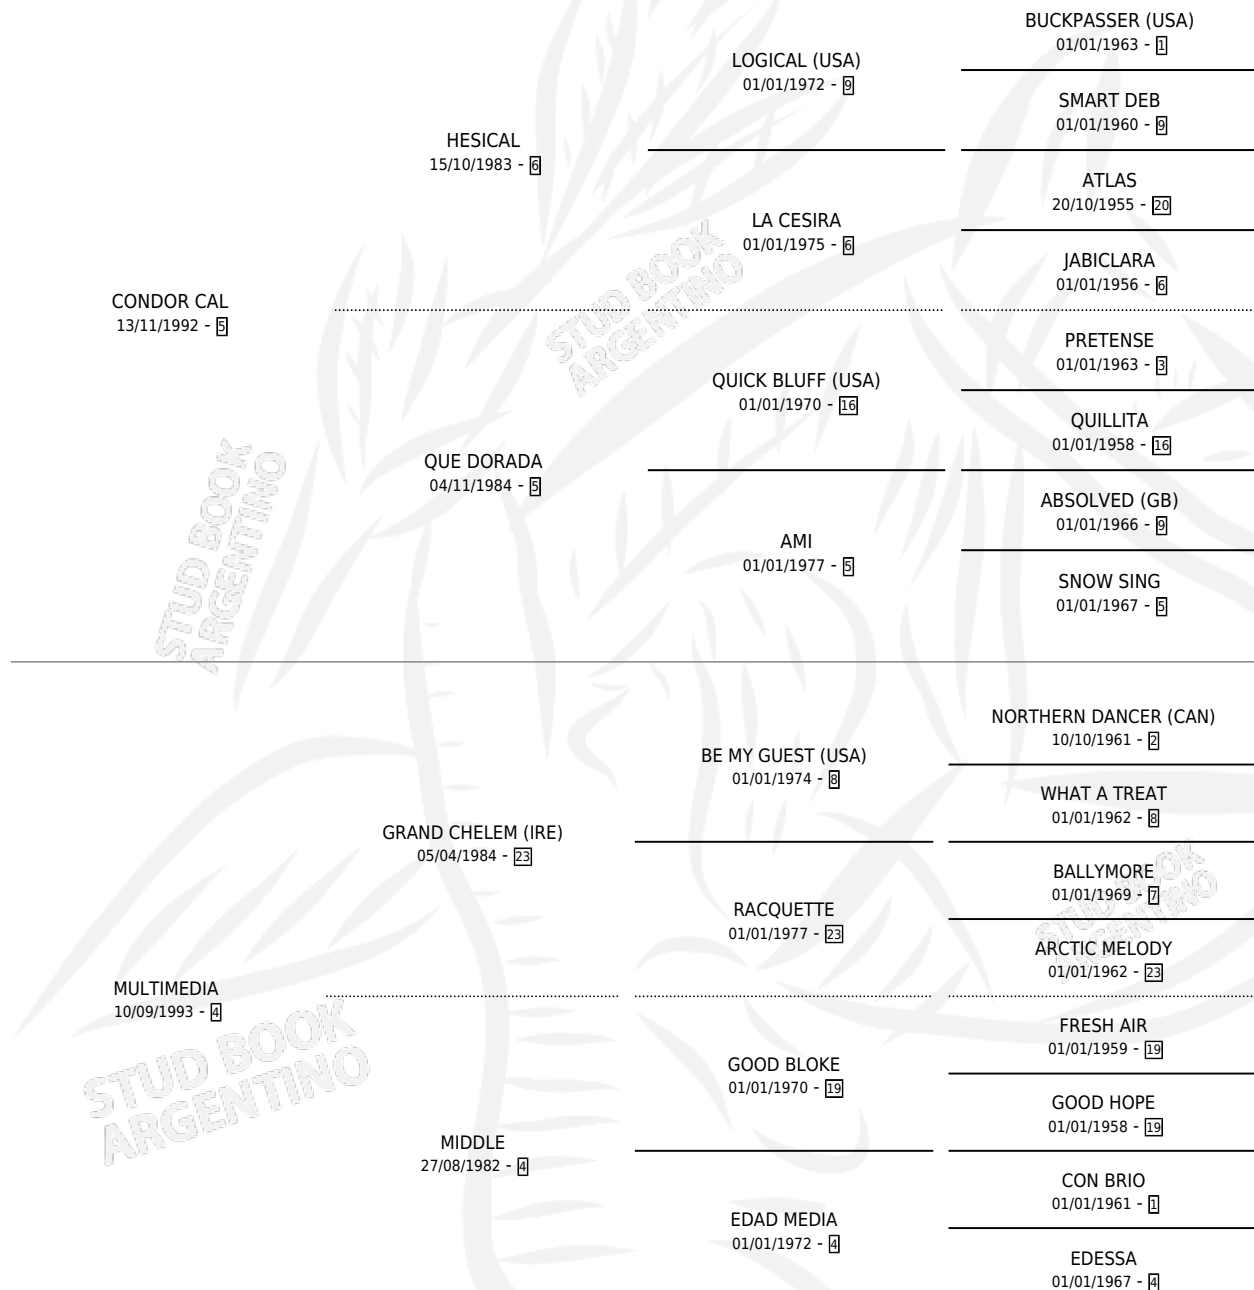 BUCKPASSER (USA)
01/01/1963 - 1
LOGICAL (USA)
01/01/1972 - 9
SMART DEB
01/01/1960 - 9
HESICAL
15/10/1983 - 6
ATLAS
20/10/1955 - 20
LA CESIRA
01/01/1975 - 6
JABICLARA
01/01/1956 - 6
CONDOR CAL
13/11/1992 - 5
PRETENSE
01/01/1963 - 3
QUICK BLUFF (USA)
01/01/1970 - 16
QUILLITA
01/01/1958 - 16
QUE DORADA
04/11/1984 - 5
ABSOLVED (GB)
01/01/1966 - 9
AMI
01/01/1977 - 5
SNOW SING
01/01/1967 - 5
STUD BOOK
ARGENTINO
STUD BOOK
ARGENTINO
NORTHERN DANCER (CAN)
10/10/1961 - 2
BE MY GUEST (USA)
01/01/1974 - 8
WHAT A TREAT
01/01/1962 - 8
GRAND CHELEM (IRE)
05/04/1984 - 23
BALLYMORE
01/01/1969 - 7
RACQUETTE
01/01/1977 - 23
ARCTIC MELODY
01/01/1962 - 23
MULTIMEDIA
10/09/1993 - 4
FRESH AIR
01/01/1959 - 19
GOOD BLOKE
01/01/1970 - 19
GOOD HOPE
01/01/1958 - 19
MIDDLE
27/08/1982 - 4
CON BRIO
01/01/1961 - 1
EDAD MEDIA
01/01/1972 - 4
EDESSA
01/01/1967 - 4
STUD BOOK
ARGENTINO
STUD BOOK
ARGENTINO